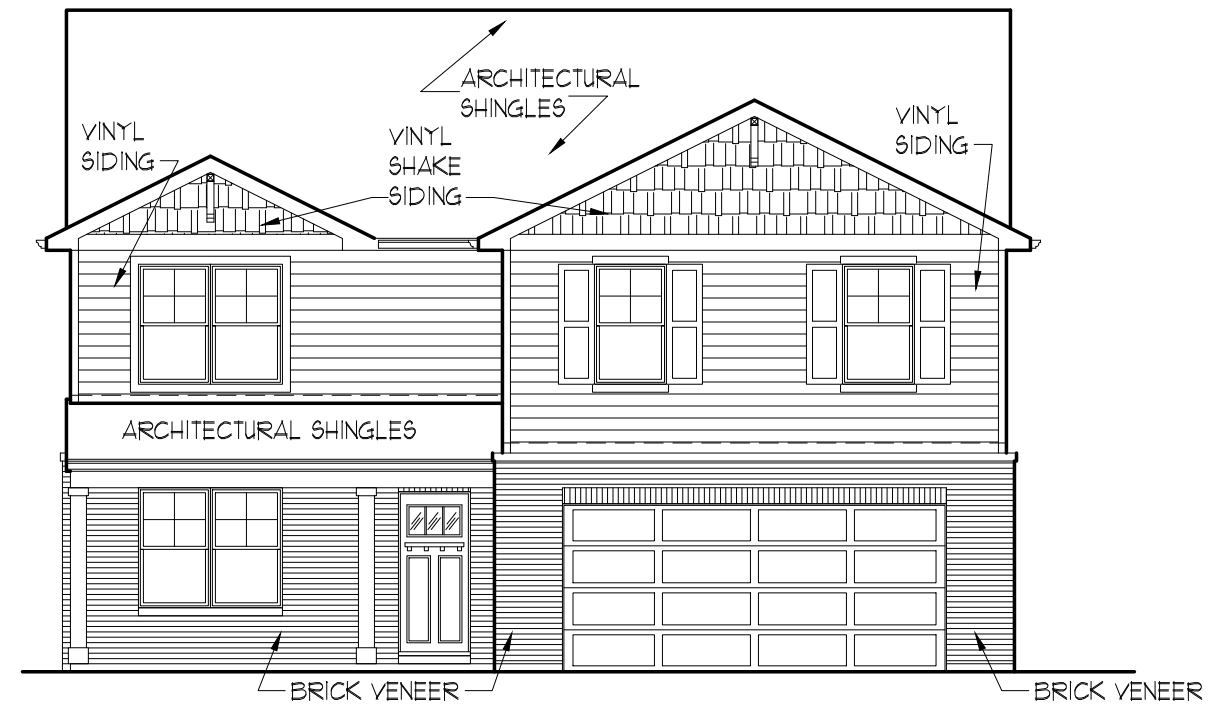 ARCHITECTURAL
SHINGLES
VINYL
SIDING
VINYL
SHAKE
SIDING
VINYL
SIDING
ARCHITECTURAL SHINGLES
BRICK VENEER
BRICK VENEER